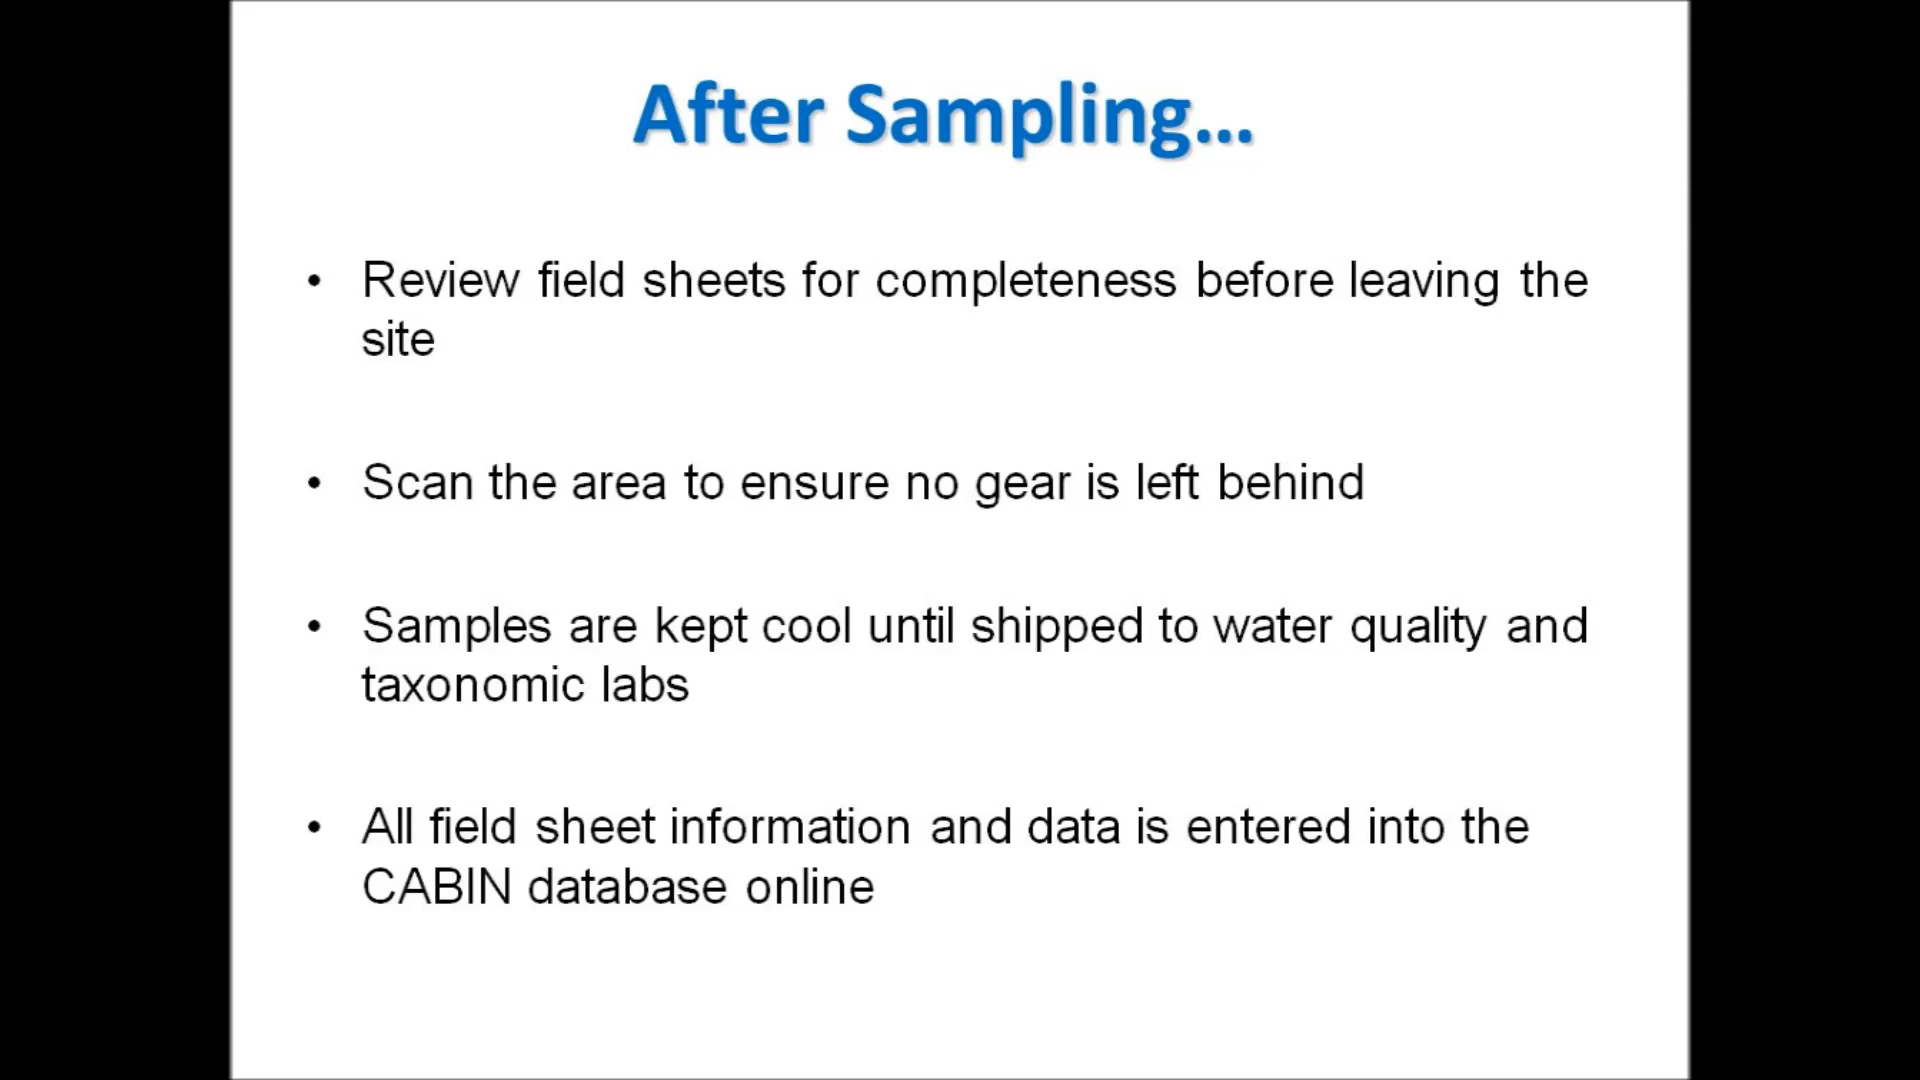 After Sampling...
• Review field sheets for completeness before leaving the
site
• Scan the area to ensure no gear is left behind
• Samples are kept cool until shipped to water quality and
taxonomic labs
• All field sheet information and data is entered into the
CABIN database online